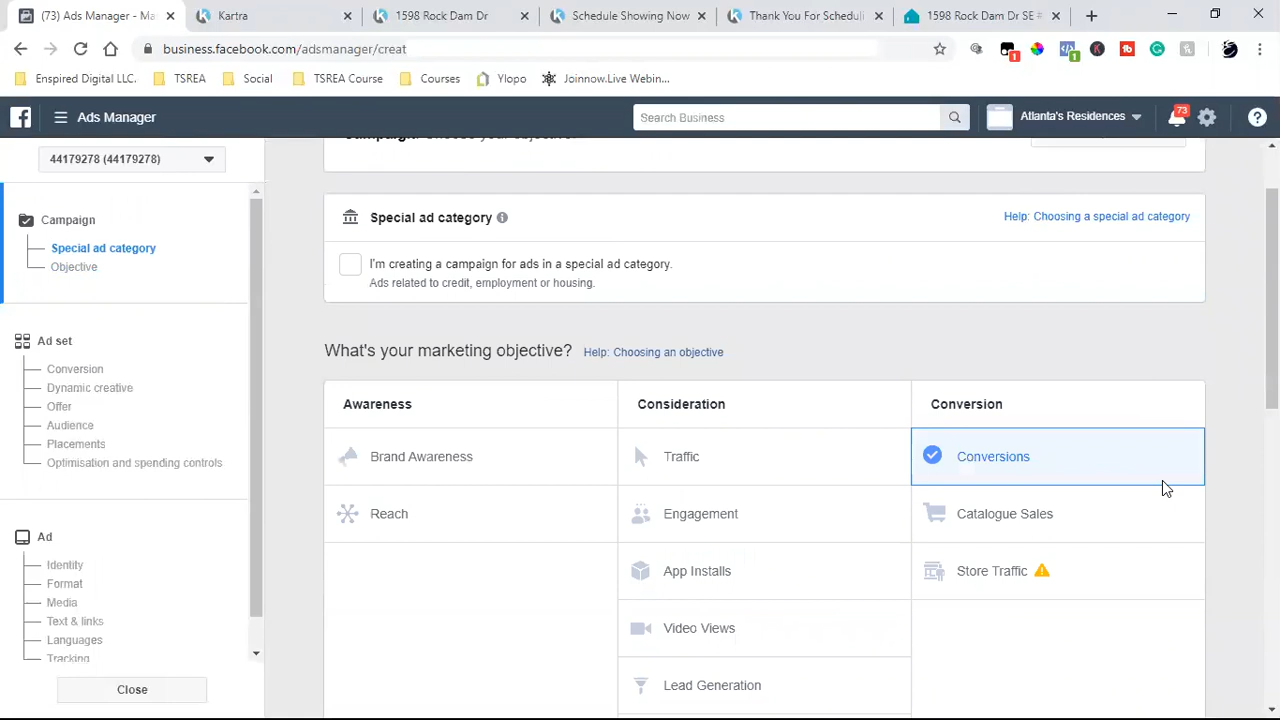 (73) Ads Manager - Ma
Kartra
1598 Rock Dam Dr
Schedule Showing Now
Thank You For Scheduli
1598 Rock Dam Dr SE #
business.facebook.com/adsmanager/creat
1
1
Enspired Digital LLC.
TSREA
Social
TSREA Course
Courses
Ylopo
Joinnow.Live Webin...
Ads Manager
Search Business
Atlanta's Residences
73
44179278 (44179278)
Campaign
Special ad category
Objective
Ad set
Conversion
Dynamic creative
Offer
Audience
Placements
Optimisation and spending controls
Ad
Identity
Format
Media
Text & links
Languages
Tracking
Close
Special ad category
Help: Choosing a special ad category
I'm creating a campaign for ads in a special ad category.
Ads related to credit, employment or housing.
What's your marketing objective? Help: Choosing an objective
Awareness
Consideration
Conversion
Brand Awareness
Traffic
Conversions
Reach
Engagement
Catalogue Sales
App Installs
Store Traffic
Video Views
Lead Generation